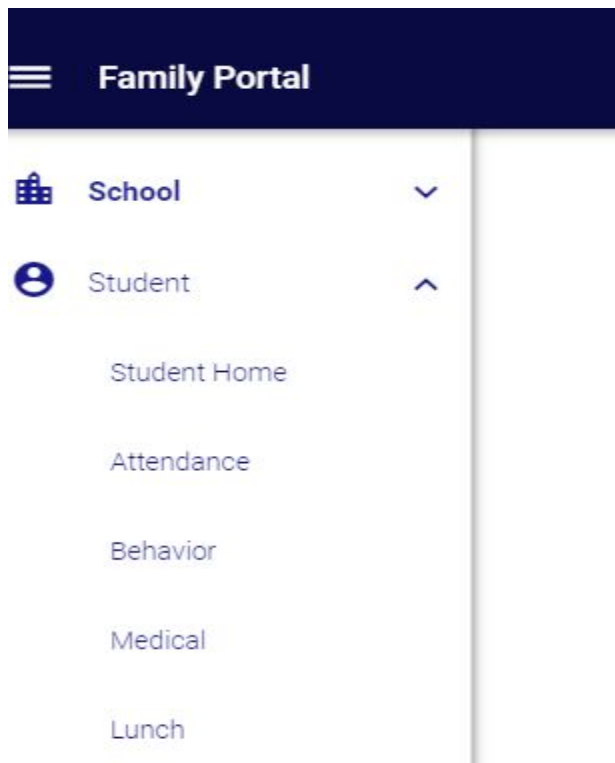 Family Portal
School
Student
Student Home
Attendance
Behavior
Medical
Lunch